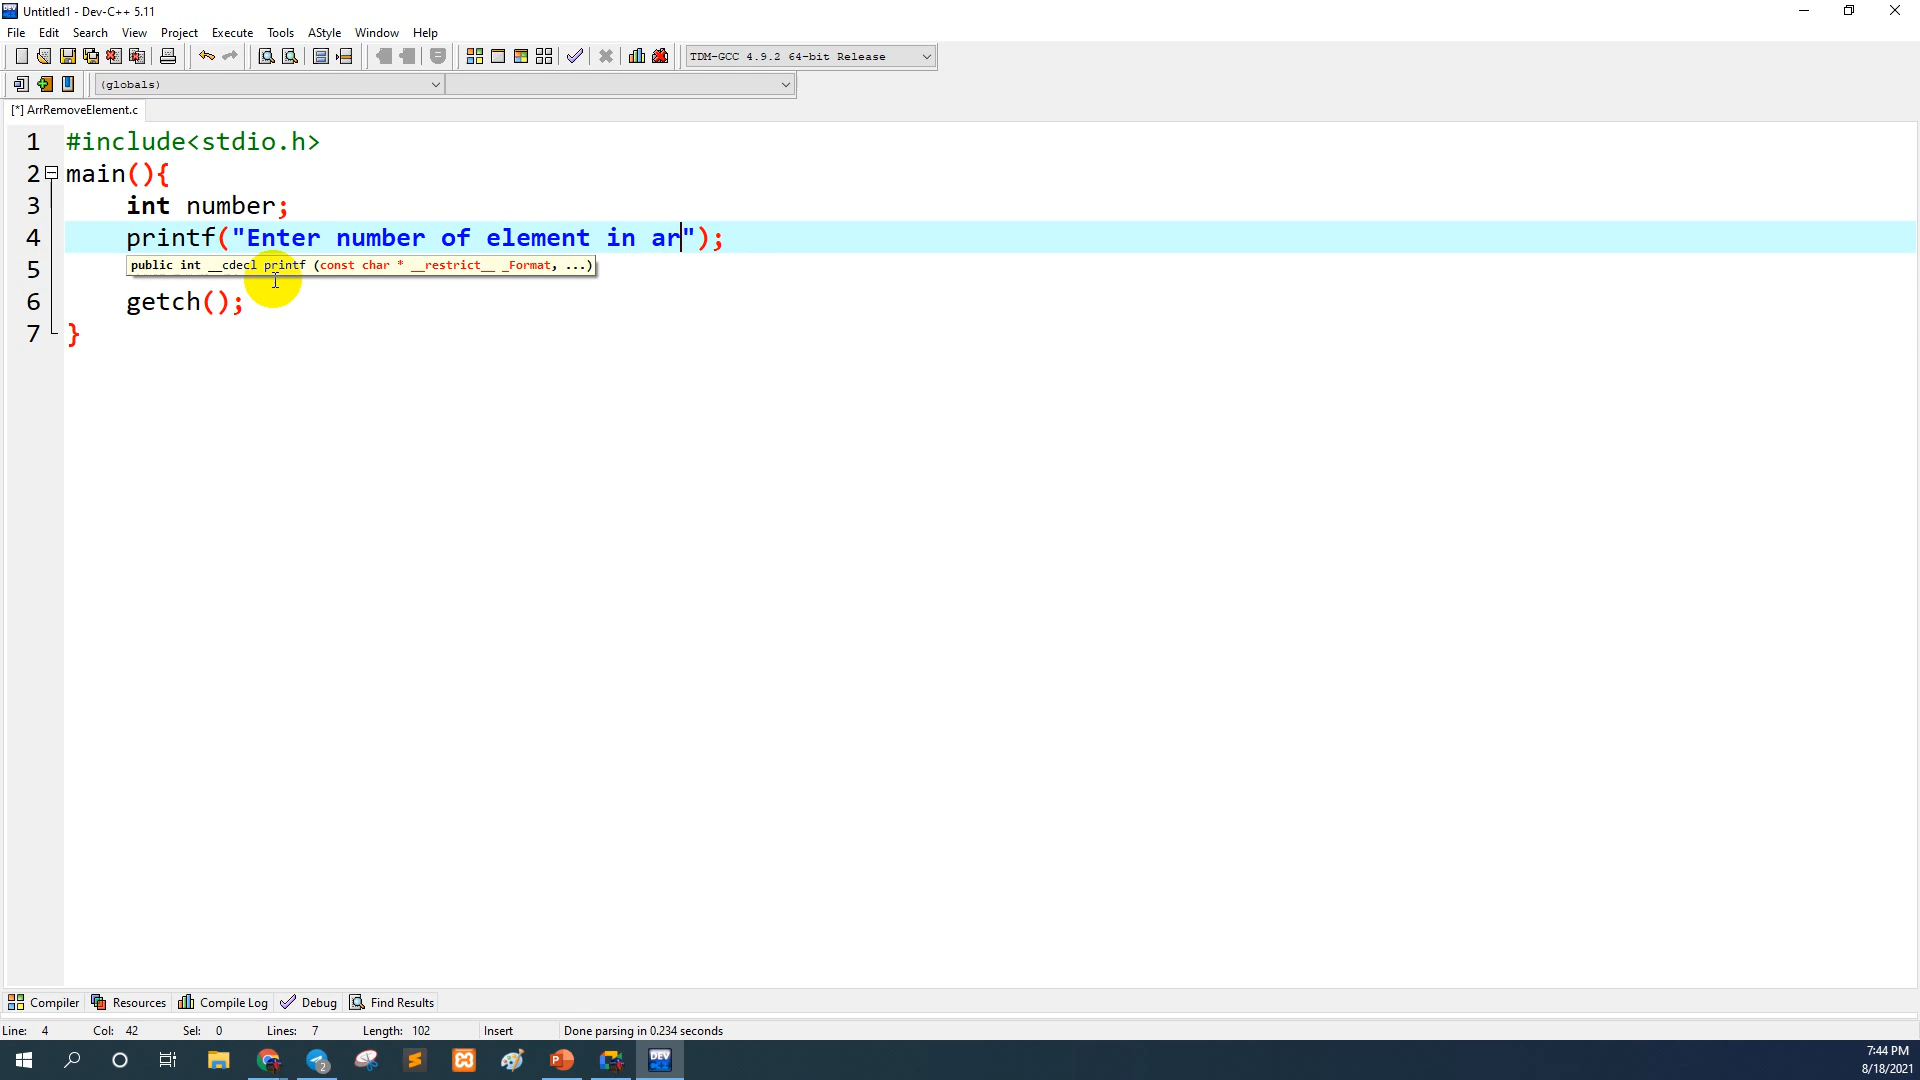 Untitled1 - Dev-C++ 5.11
File Edit Search View Project Execute Tools AStyle Window Help
TDM-GCC 4.9.2 64-bit Release
(globals)
[*] ArrRemoveElement.c
1 #include<stdio.h>
2 main(){
3 int number;
4 printf("Enter number of element in ar");
5 public int __cdecl printf (const char * __restrict__ _Format, ...)
6 getch();
7 }
Compiler Resources Compile Log Debug Find Results
Line: 4 Col: 42 Sel: 0 Lines: 7 Length: 102 Insert Done parsing in 0.234 seconds
2 P DEV
7:44 PM
8/18/2021